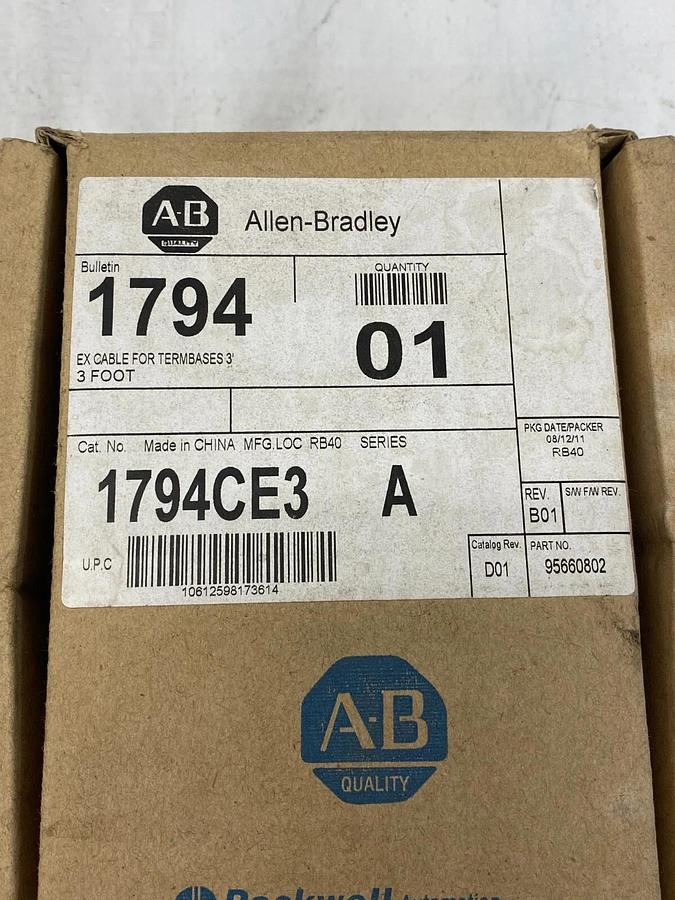 A-B
QUALITY
Allen-Bradley
Bulletin
1794
EX CABLE FOR TERMBASES 3'
3 FOOT
QUANTITY
01
Cat. No. Made in CHINA MFG.LOC RB40 SERIES
1794CE3 A
U.P.C
10612598173614
PKG DATE/PACKER
08/12/11
RB40
REV. S/W F/W REV.
B01
Catalog Rev. PART NO.
D01 95660802
A-B
QUALITY
Rockwell Automation